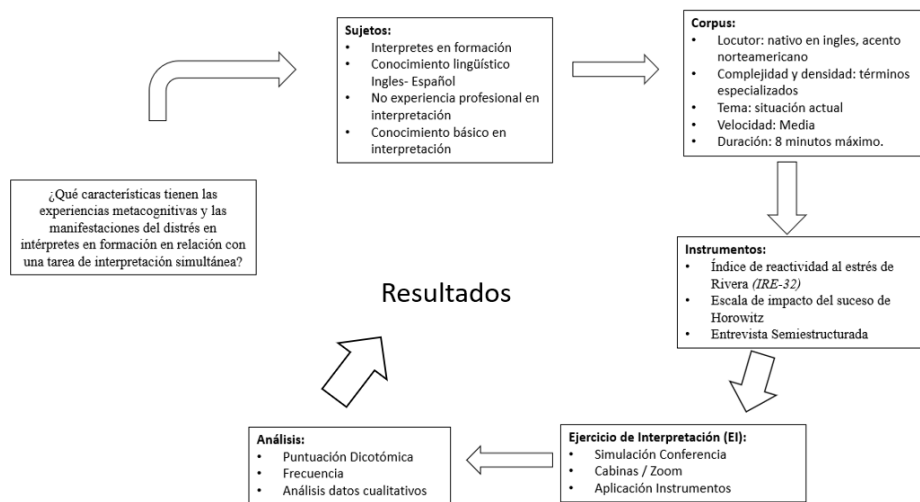 ¿Qué características tienen las
experiencias metacognitivas y las
manifestaciones del distrés en
intérpretes en formación en relación con
una tarea de interpretación simultánea?
Sujetos:
• Interpretes en formación
• Conocimiento lingüístico
Ingles- Español
• No experiencia profesional en
interpretación
• Conocimiento básico en
interpretación
Corpus:
• Locutor: nativo en ingles, acento
norteamericano
• Complejidad y densidad: términos
especializados
• Tema: situación actual
• Velocidad: Media
• Duración: 8 minutos máximo.
Instrumentos:
• Índice de reactividad al estrés de
Rivera (IRE-32)
• Escala de impacto del suceso de
Horowitz
• Entrevista Semiestructurada
Ejercicio de Interpretación (EI):
• Simulación Conferencia
• Cabinas / Zoom
• Aplicación Instrumentos
Análisis:
• Puntuación Dicotómica
• Frecuencia
• Análisis datos cualitativos
Resultados